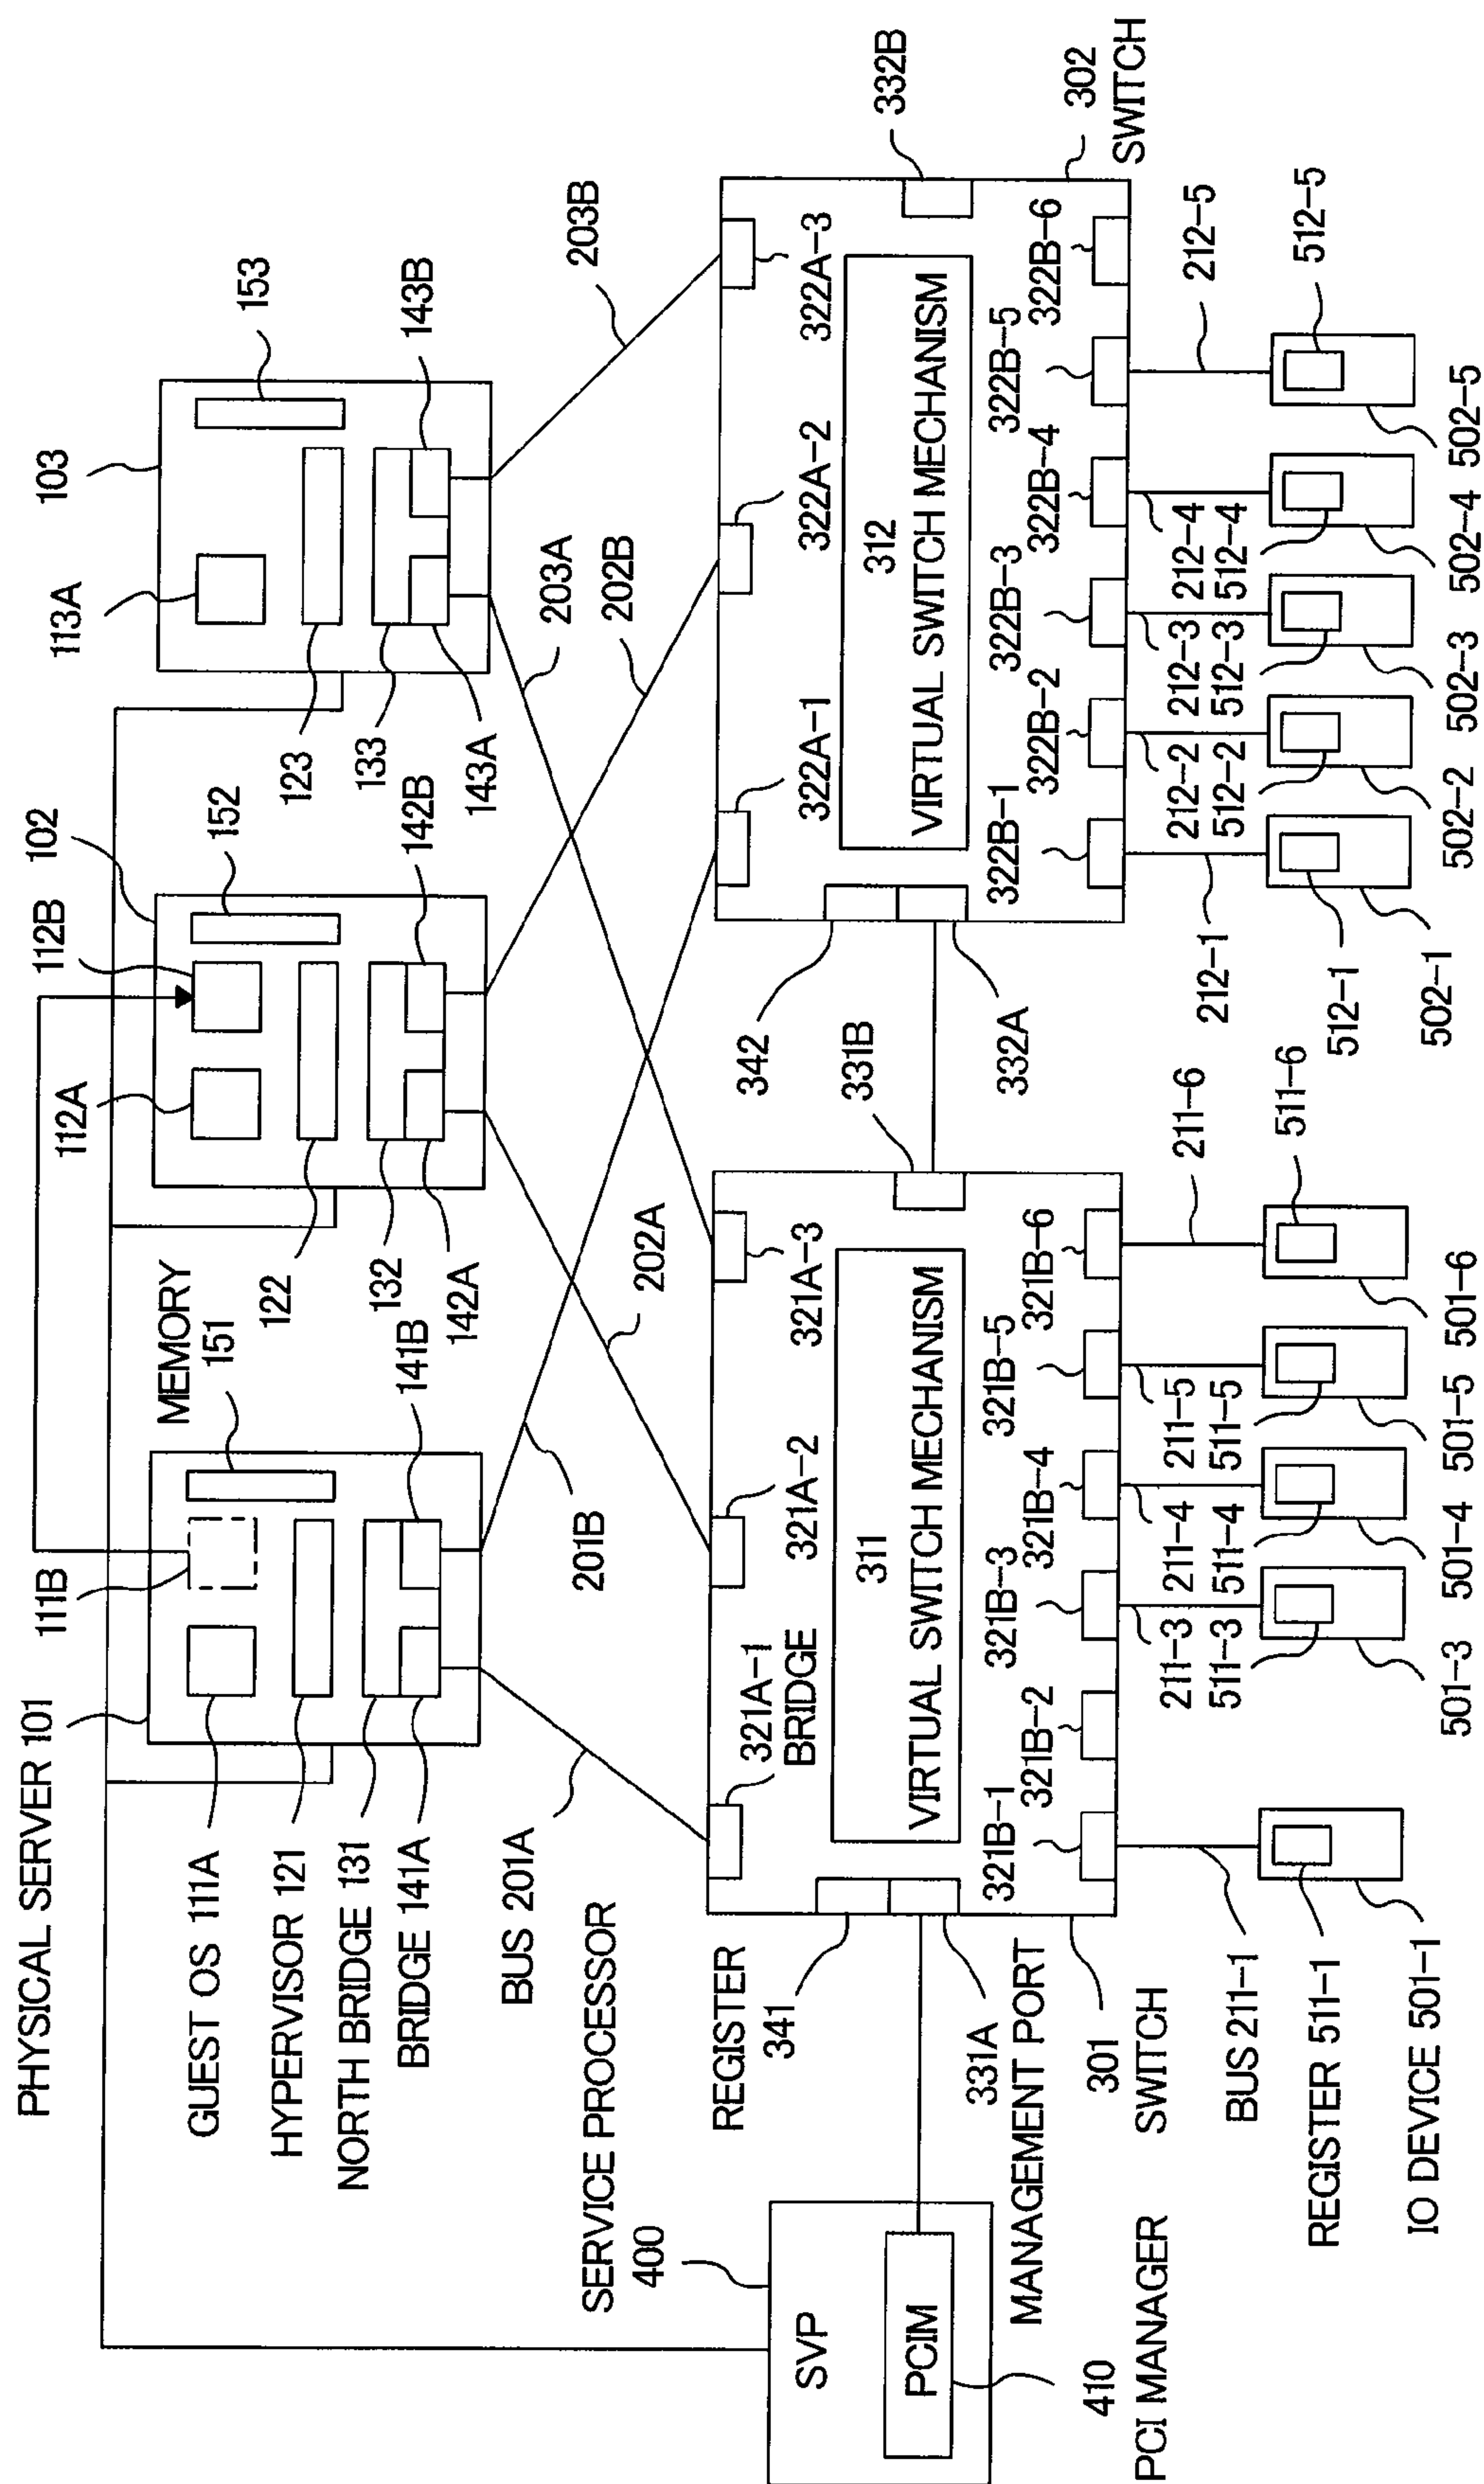 PHYSICAL SERVER 101
111B
MEMORY
151
112A
112B
102
152
113A
103
153
GUEST OS 111A
HYPERVISOR 121
NORTH BRIDGE 131
BRIDGE 141A
141B
122
132
142A
142B
123
133
143A
143B
BUS 201A
201B
202A
202B
203A
203B
SERVICE PROCESSOR
400
SVP
PCIM
410
PCI MANAGER
REGISTER
341
331A
MANAGEMENT PORT
301
SWITCH
321A-1
BRIDGE
321A-2
321A-3
311
VIRTUAL SWITCH MECHANISM
331B
321B-1
321B-2
321B-3
321B-4
321B-5
321B-6
342
332A
322A-1
322A-2
322A-3
312
VIRTUAL SWITCH MECHANISM
332B
302
SWITCH
322B-1
322B-2
322B-3
322B-4
322B-5
322B-6
BUS 211-1
211-3
211-4
211-5
211-6
REGISTER 511-1
511-3
511-4
511-5
511-6
IO DEVICE 501-1
501-3
501-4
501-5
501-6
212-1
212-2
212-3
212-4
212-5
512-1
512-2
512-3
512-4
512-5
502-1
502-2
502-3
502-4
502-5